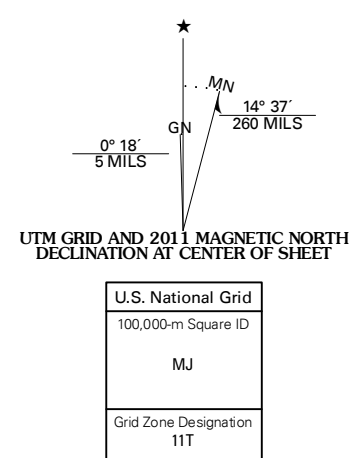 ★
MN
GN
14° 37´
260 MILS
0° 18´
5 MILS
UTM GRID AND 2011 MAGNETIC NORTH
DECLINATION AT CENTER OF SHEET
U.S. National Grid
100,000-m Square ID
MJ
Grid Zone Designation
11T